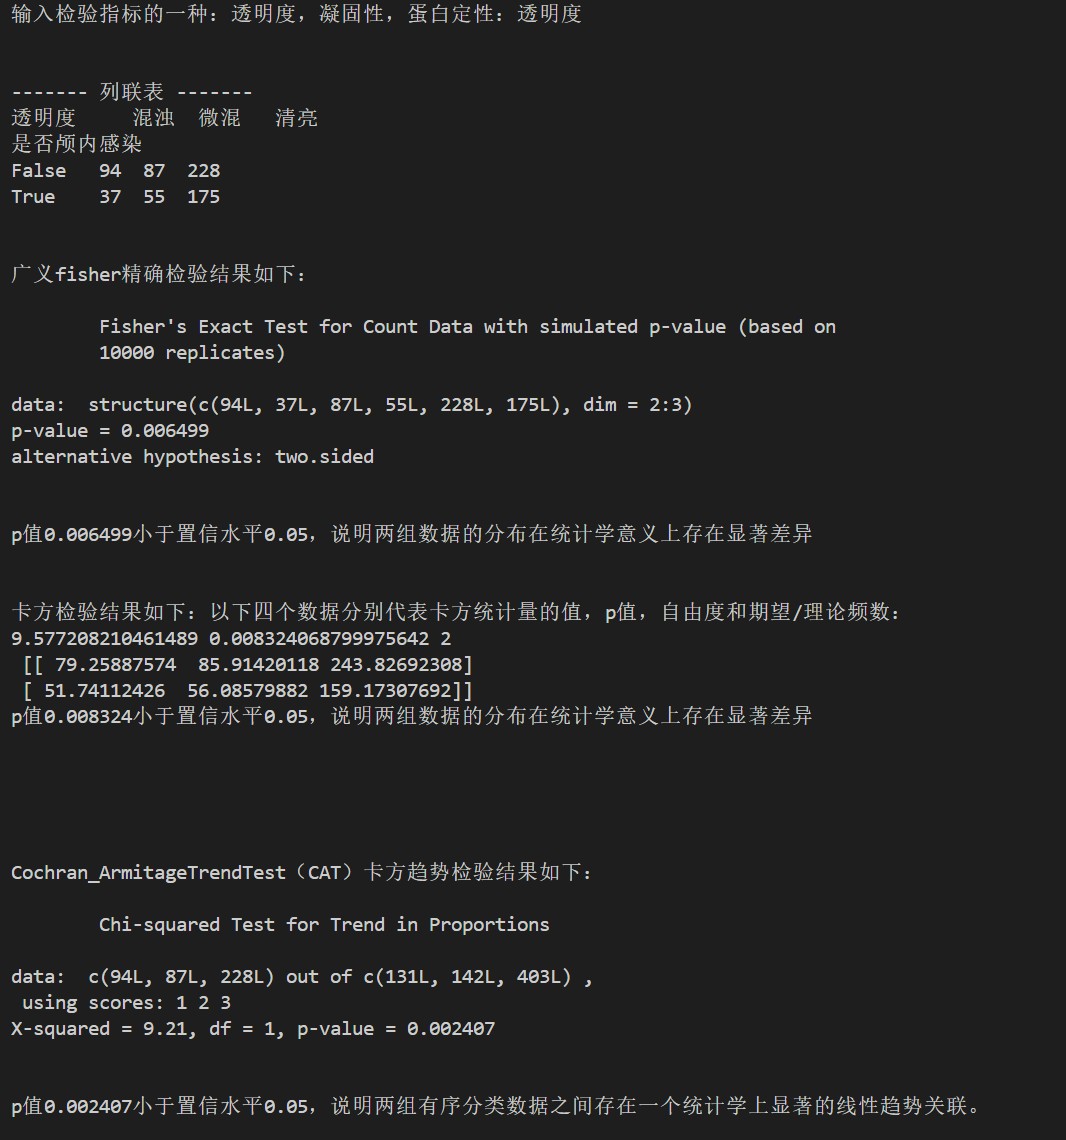 输入检验指标的一种：透明度，凝固性，蛋白定性：透明度
------- 列联表 -------
透明度 混浊 微混 清亮
是否颅内感染
False 94 87 228
True 37 55 175
广义fisher精确检验结果如下：
Fisher's Exact Test for Count Data with simulated p-value (based on
10000 replicates)
data: structure(c(94L, 37L, 87L, 55L, 228L, 175L), dim = 2:3)
p-value = 0.006499
alternative hypothesis: two.sided
p值0.006499小于置信水平0.05，说明两组数据的分布在统计学意义上存在显著差异
卡方检验结果如下：以下四个数据分别代表卡方统计量的值，p值，自由度和期望/理论频数：
9.577208210461489 0.008324068799975642 2
[[ 79.25887574 85.91420118 243.82692308]
[ 51.74112426 56.08579882 159.17307692]]
p值0.008324小于置信水平0.05，说明两组数据的分布在统计学意义上存在显著差异
Cochran_ArmitageTrendTest（CAT）卡方趋势检验结果如下：
Chi-squared Test for Trend in Proportions
data: c(94L, 87L, 228L) out of c(131L, 142L, 403L) ,
using scores: 1 2 3
X-squared = 9.21, df = 1, p-value = 0.002407
p值0.002407小于置信水平0.05，说明两组有序分类数据之间存在一个统计学上显著的线性趋势关联。